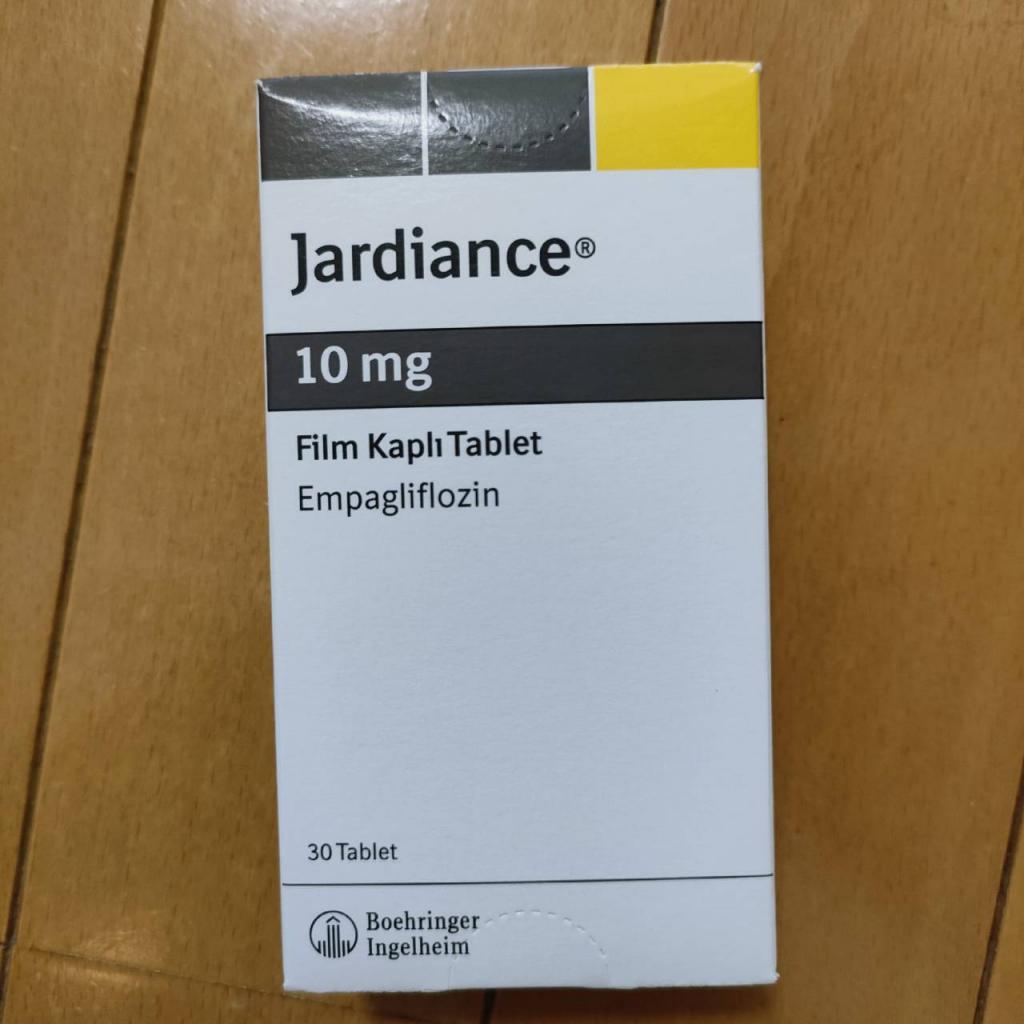 Jardiance®
10 mg
Film Kaplı Tablet
Empagliflozin
30 Tablet
Boehringer
Ingelheim